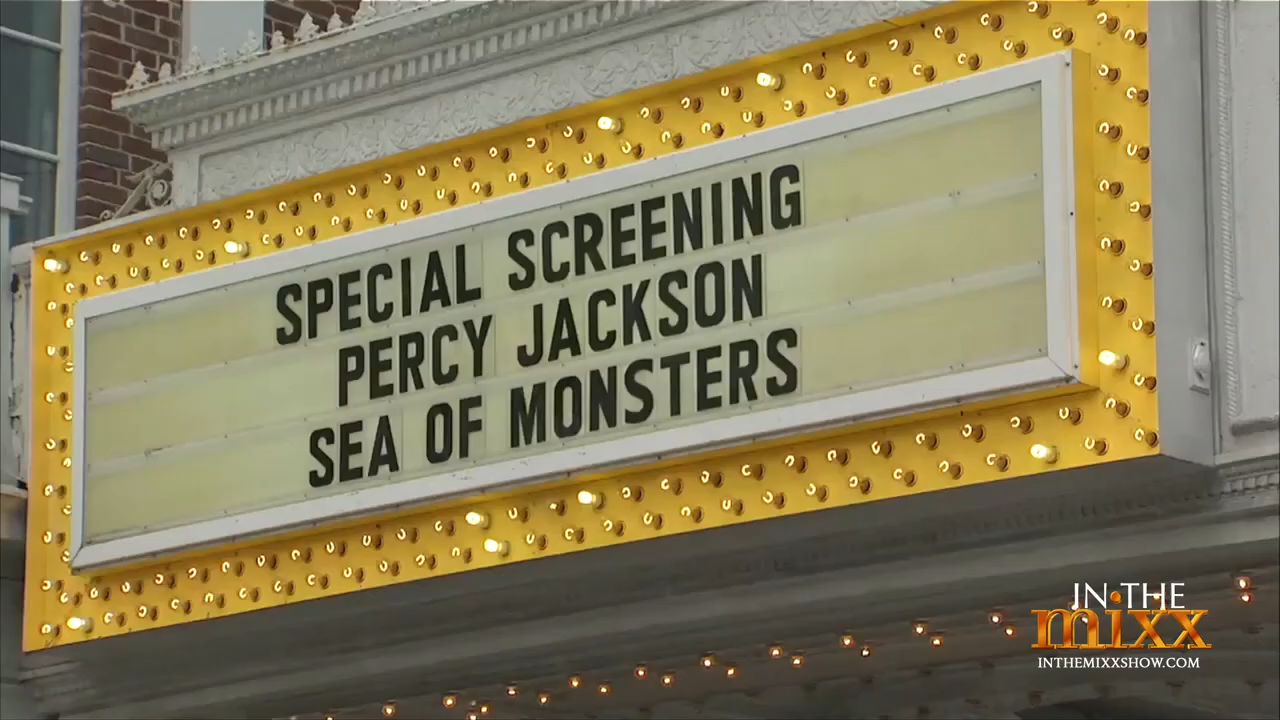 SPECIAL SCREENING
PERCY JACKSON
SEA OF MONSTERS
IN THE
mixx
INTHEMIXXSHOW.COM